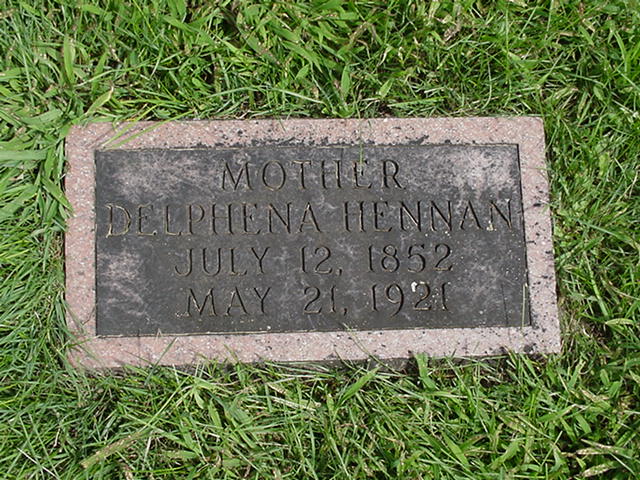 MOTHER
DELPHENA HENNAN
JULY 12, 1852
MAY 21, 1921